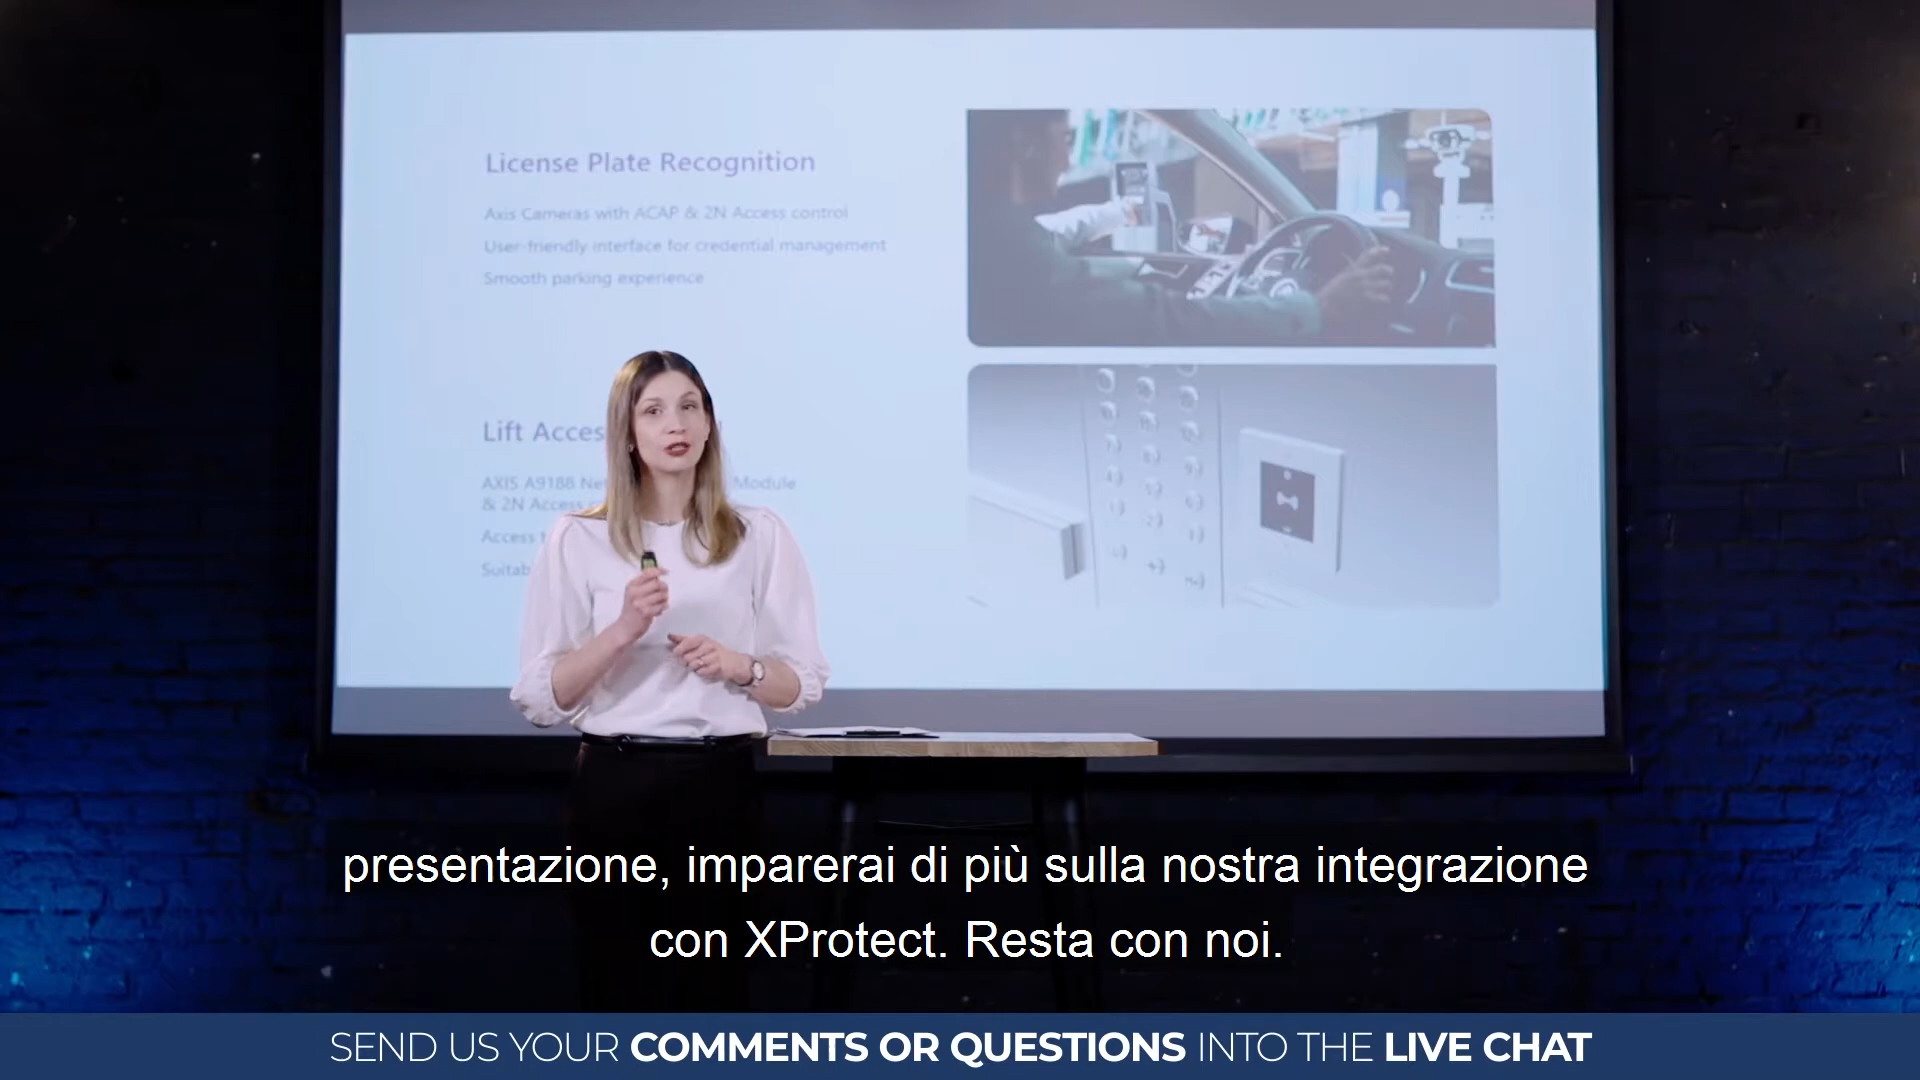 License Plate Recognition
Axis Cameras with ACAP & 2N Access control
User-friendly interface for credential management
Smooth parking experience
Lift Acces
AXIS A9188 Net Module
& 2N Access
Access
Suitab
presentazione, imparerai di più sulla nostra integrazione
con XProtect. Resta con noi.
SEND US YOUR COMMENTS OR QUESTIONS INTO THE LIVE CHAT